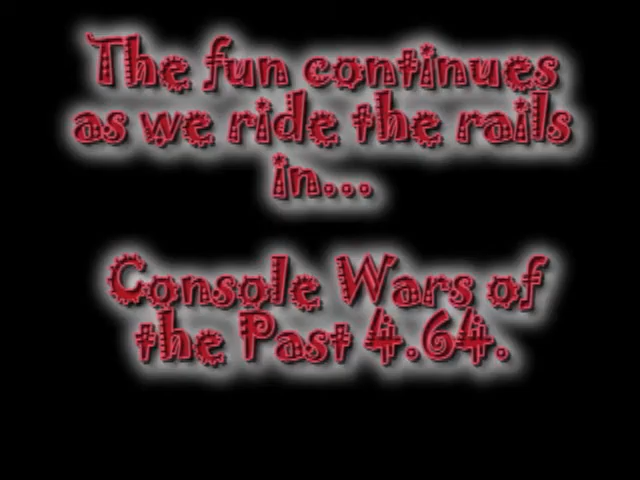 The fun continues
as we ride the rails
in...
Console Wars of
the Past 4.64.